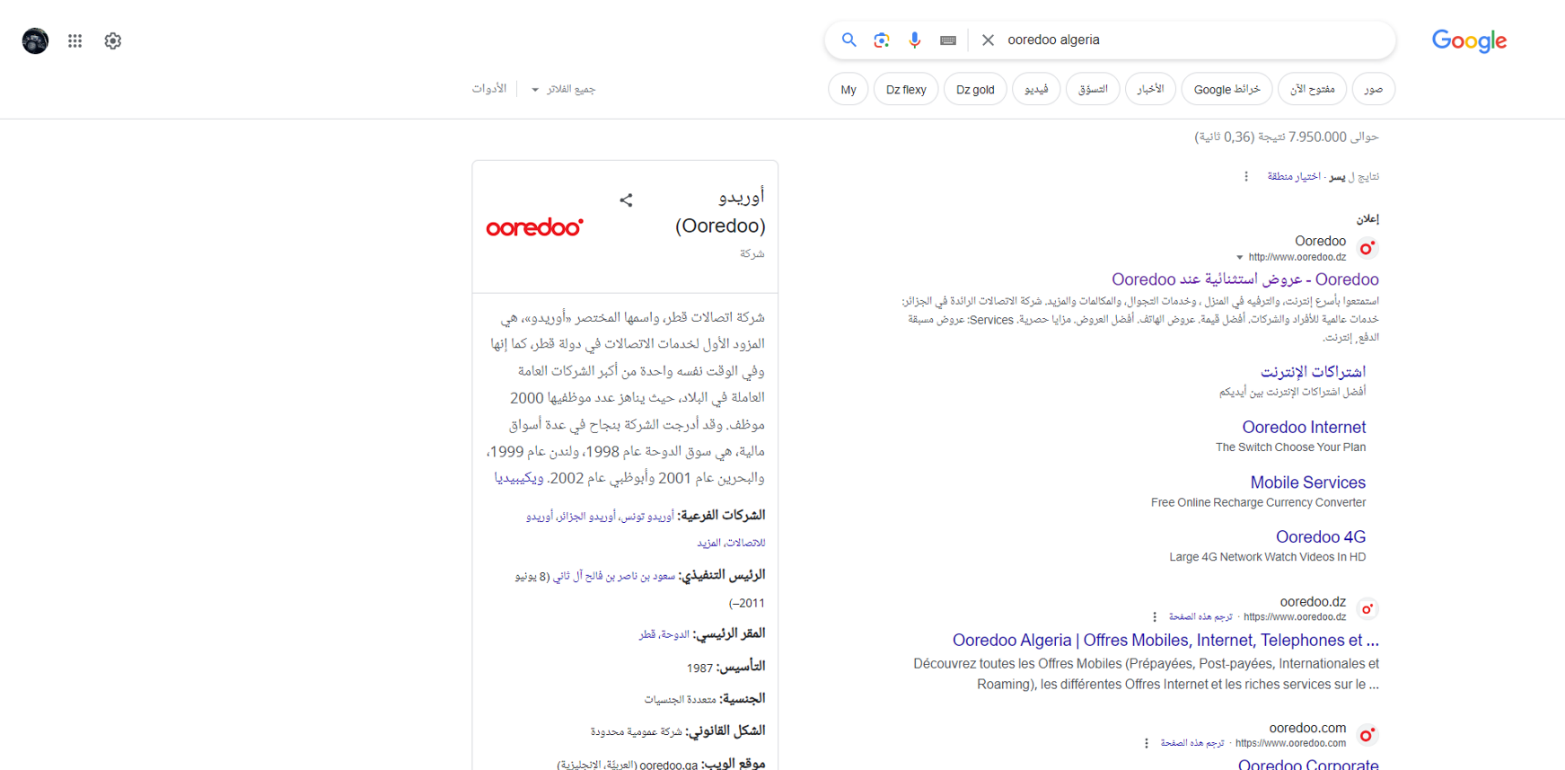 Google
ooredoo algeria
صور
مفتوح الآن
خرائط Google
الأخبار
التسوّق
فيديو
Dz gold
Dz flexy
My
جميع الفلاتر
الأدوات
حوالى 7.950.000 نتيجة (0,36 ثانية)
نتايج ل يسر · اختيار منطقة
إعلان
Ooredoo
http://www.ooredoo.dz
Ooredoo - عروض استثنائية عند Ooredoo
استمتعوا بأسرع إنترنت، والترفيه في المنزل ، وخدمات التجوال، والمكالمات والمزيد. شركة الاتصالات الرائدة في الجزائر:
خدمات عالمية للأفراد والشركات. أفضل قيمة. عروض الهاتف. أفضل العروض. مزايا حصرية. Services: عروض مسبقة
الدفع, إنترنت.
اشتراكات الإنترنت
أفضل اشتراكات الإنترنت بين أيديكم
Ooredoo Internet
The Switch Choose Your Plan
Mobile Services
Free Online Recharge Currency Converter
Ooredoo 4G
Large 4G Network Watch Videos In HD
ooredoo.dz
https://www.ooredoo.dz · ترجم هذه الصفحة
Ooredoo Algeria | Offres Mobiles, Internet, Telephones et ...
Découvrez toutes les Offres Mobiles (Prépayées, Post-payées, Internationales et
Roaming), les différentes Offres Internet et les riches services sur le ...
ooredoo.com
https://www.ooredoo.com · ترجم هذه الصفحة
Ooredoo Corporate
أوريدو
(Ooredoo)
ooredoo
شركة
شركة اتصالات قطر، واسمها المختصر «أوريدو»، هي
المزود الأول لخدمات الاتصالات في دولة قطر، كما إنها
وفي الوقت نفسه واحدة من أكبر الشركات العامة
العاملة في البلاد، حيث يناهز عدد موظفيها 2000
موظف. وقد أدرجت الشركة بنجاح في عدة أسواق
مالية، هي سوق الدوحة عام 1998، ولندن عام 1999،
والبحرين عام 2001 وأبوظبي عام 2002. ويكيبيديا
الشركات الفرعية: أوريدو تونس، أوريدو الجزائر، أوريدو
للاتصالات، المزيد
الرئيس التنفيذي: سعود بن ناصر بن فالح آل ثاني (8 يونيو
2011–)
المقر الرئيسي: الدوحة، قطر
التأسيس: 1987
الجنسية: متعددة الجنسيات
الشكل القانوني: شركة عمومية محدودة
موقع الويب: ooredoo.qa (العربيّة, الإنجليزية)